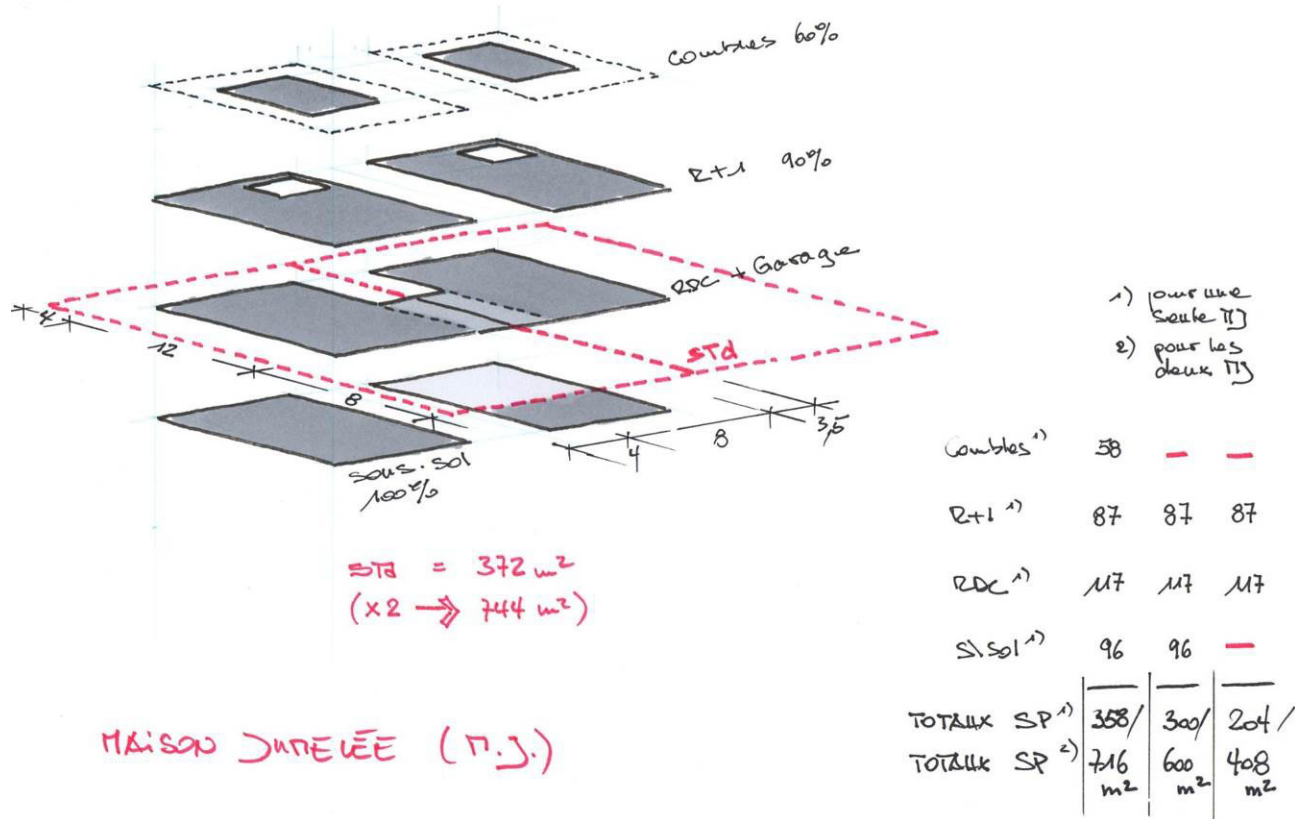 Combles 60%
R+1 90%
RDC + Garage
4
12
8
STd
4
8
3,5
sous-sol
100%
STd = 372 m²
(x2 → 744 m²)
MAISON JUMELÉE (M.J.)
1) pour une
seule MJ
2) pour les
deux MJ
Combles 1) 58 — —
R+1 1) 87 87 87
RDC 1) 117 117 117
S\Sol 1) 96 96 —
TOTAUX SP 1) 358/ 300/ 204/
TOTAUX SP 2) 716 600 408
m² m² m²